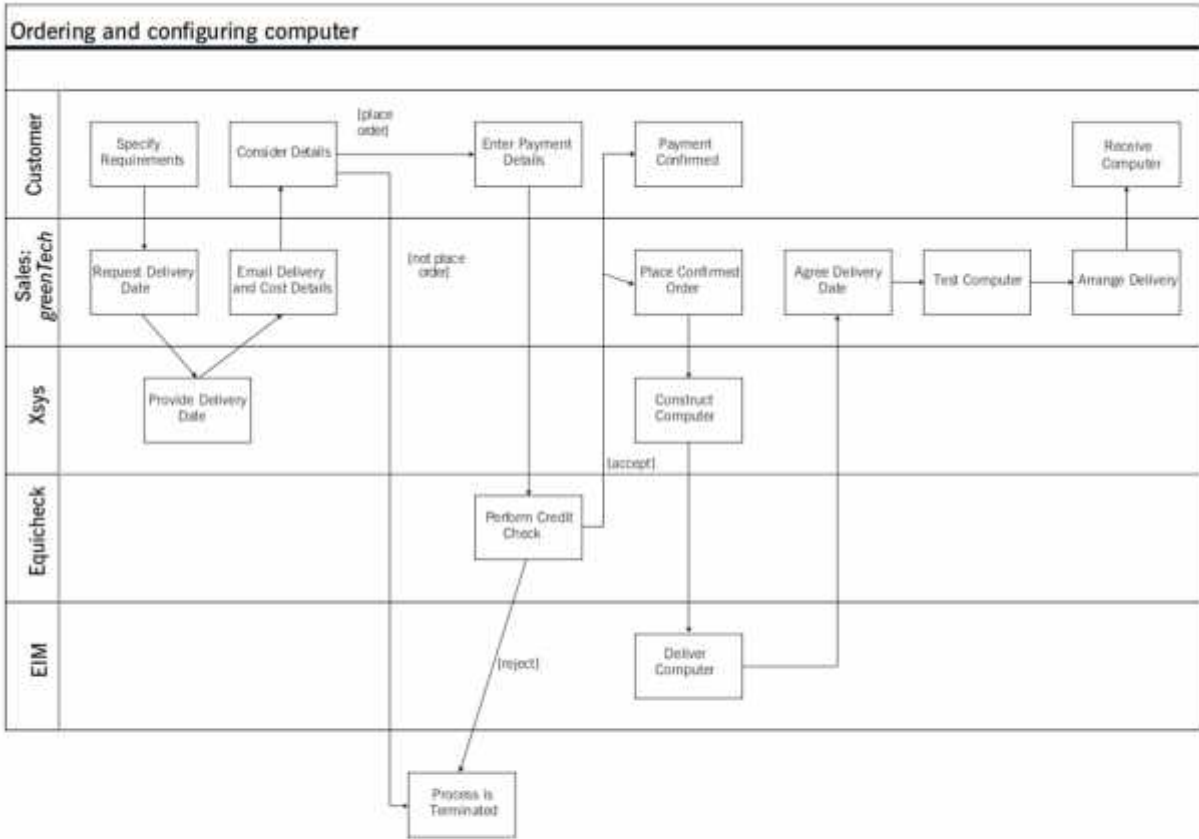 Ordering and configuring computer
Customer
Specify
Requirements
Consider Details
[place
order]
Enter Payment
Details
Payment
Confirmed
Receive
Computer
Sales:
greenTech
Request Delivery
Date
Email Delivery
and Cost Details
[not place
order]
Place Confirmed
Order
Agree Delivery
Date
Test Computer
Arrange Delivery
Xsys
Provide Delivery
Date
Construct
Computer
[accept]
Equicheck
Perform Credit
Check
EIM
[reject]
Deliver
Computer
Process is
Terminated